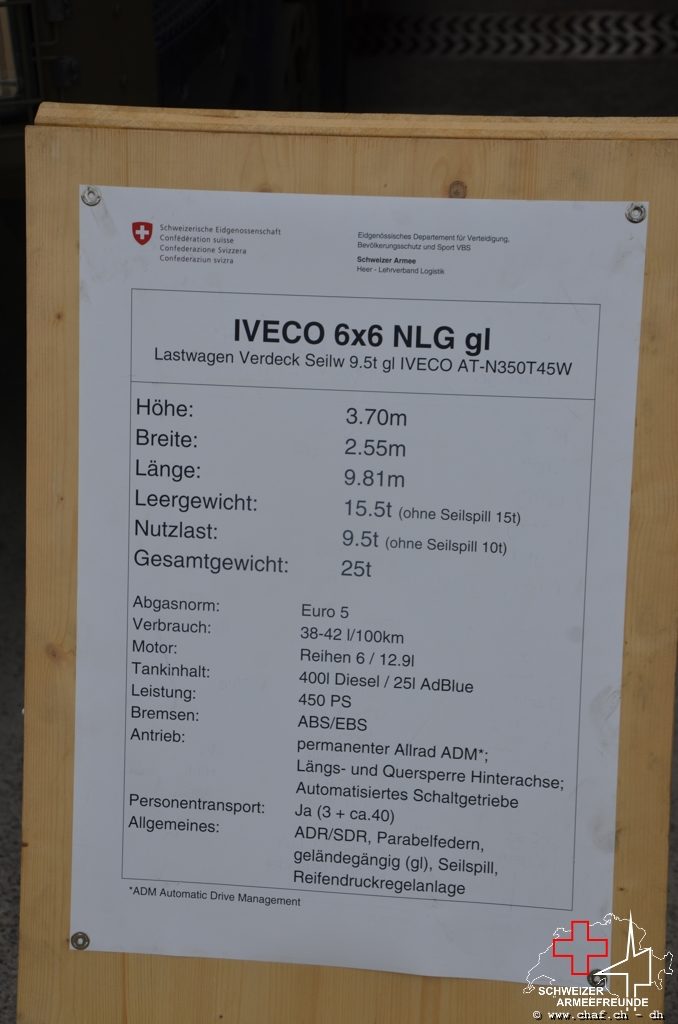 Schweizerische Eidgenossenschaft
Confédération suisse
Confederazione Svizzera
Confederaziun svizra
Eidgenössisches Departement für Verteidigung,
Bevölkerungsschutz und Sport VBS
Schweizer Armee
Heer - Lehrverband Logistik
IVECO 6x6 NLG gl
Lastwagen Verdeck Seilw 9.5t gl IVECO AT-N350T45W
Höhe: 3.70m
Breite: 2.55m
Länge: 9.81m
Leergewicht: 15.5t (ohne Seilspill 15t)
Nutzlast: 9.5t (ohne Seilspill 10t)
Gesamtgewicht: 25t
Abgasnorm: Euro 5
Verbrauch: 38-42 l/100km
Motor: Reihen 6 / 12.9l
Tankinhalt: 400l Diesel / 25l AdBlue
Leistung: 450 PS
Bremsen: ABS/EBS
Antrieb: permanenter Allrad ADM*;
Längs- und Quersperre Hinterachse;
Automatisiertes Schaltgetriebe
Personentransport: Ja (3 + ca.40)
Allgemeines: ADR/SDR, Parabelfedern,
geländegängig (gl), Seilspill,
Reifendruckregelanlage
*ADM Automatic Drive Management
SCHWEIZER
ARMEEFREUNDE
© www.chaf.ch - dh